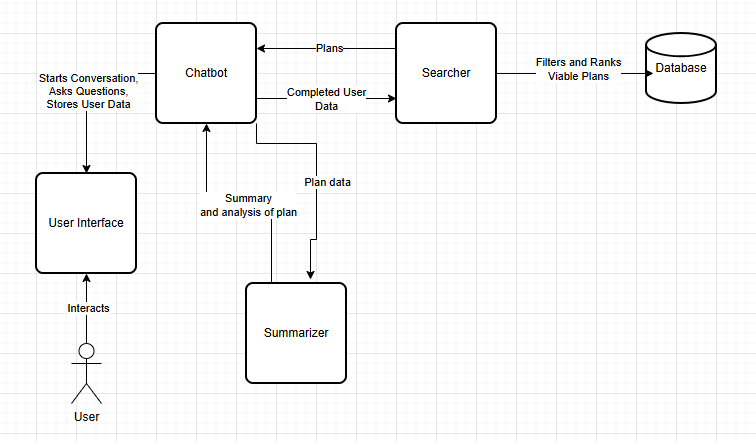 Chatbot
Plans
Searcher
Filters and Ranks
Viable Plans
Database
Starts Conversation,
Asks Questions,
Stores User Data
Completed User
Data
Plan data
Summary
and analysis of plan
User Interface
Interacts
Summarizer
User